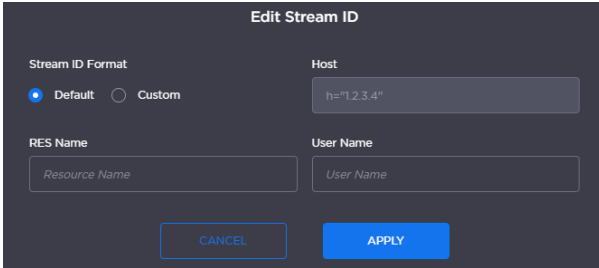 Edit Stream ID
Stream ID Format
Host
Default
Custom
h="1.2.3.4"
RES Name
User Name
Resource Name
User Name
CANCEL
APPLY